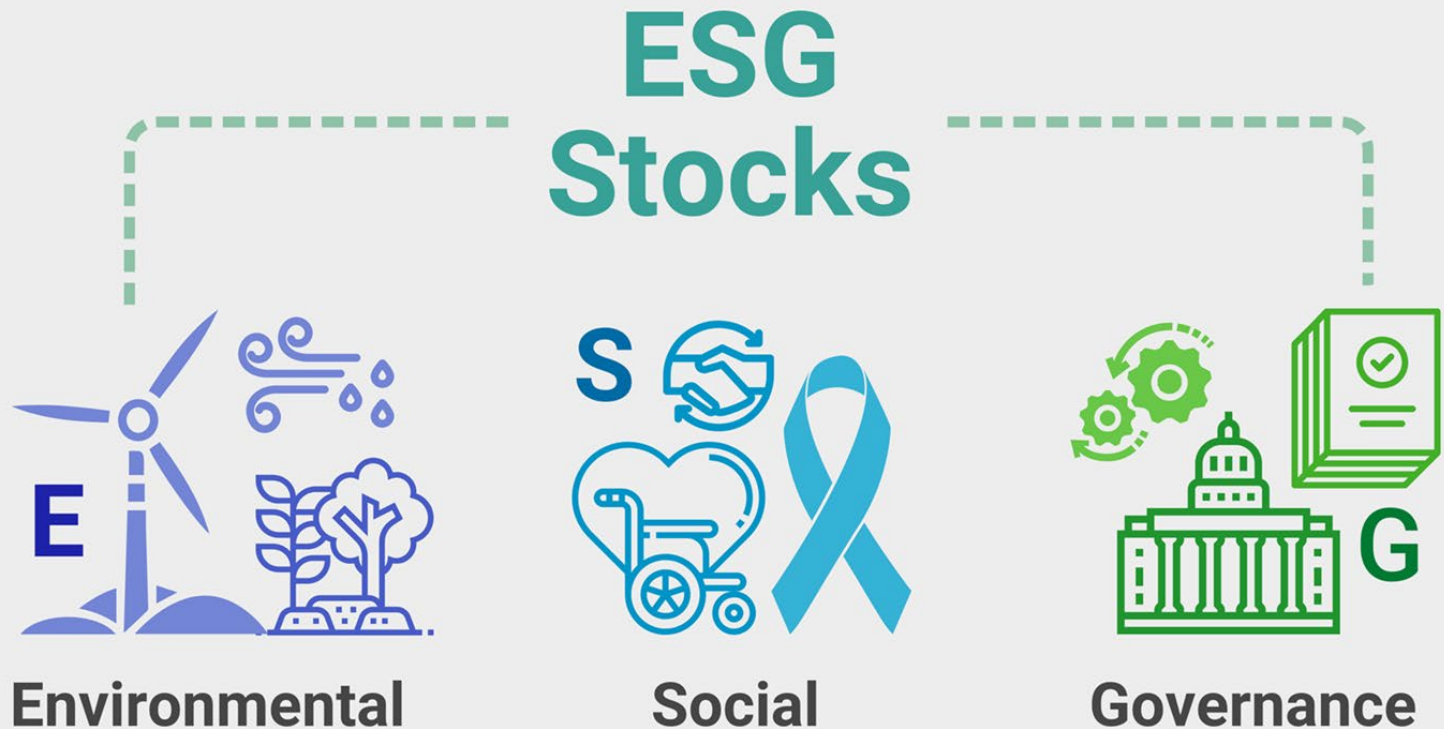 ESG
Stocks
E
S
G
Environmental
Social
Governance